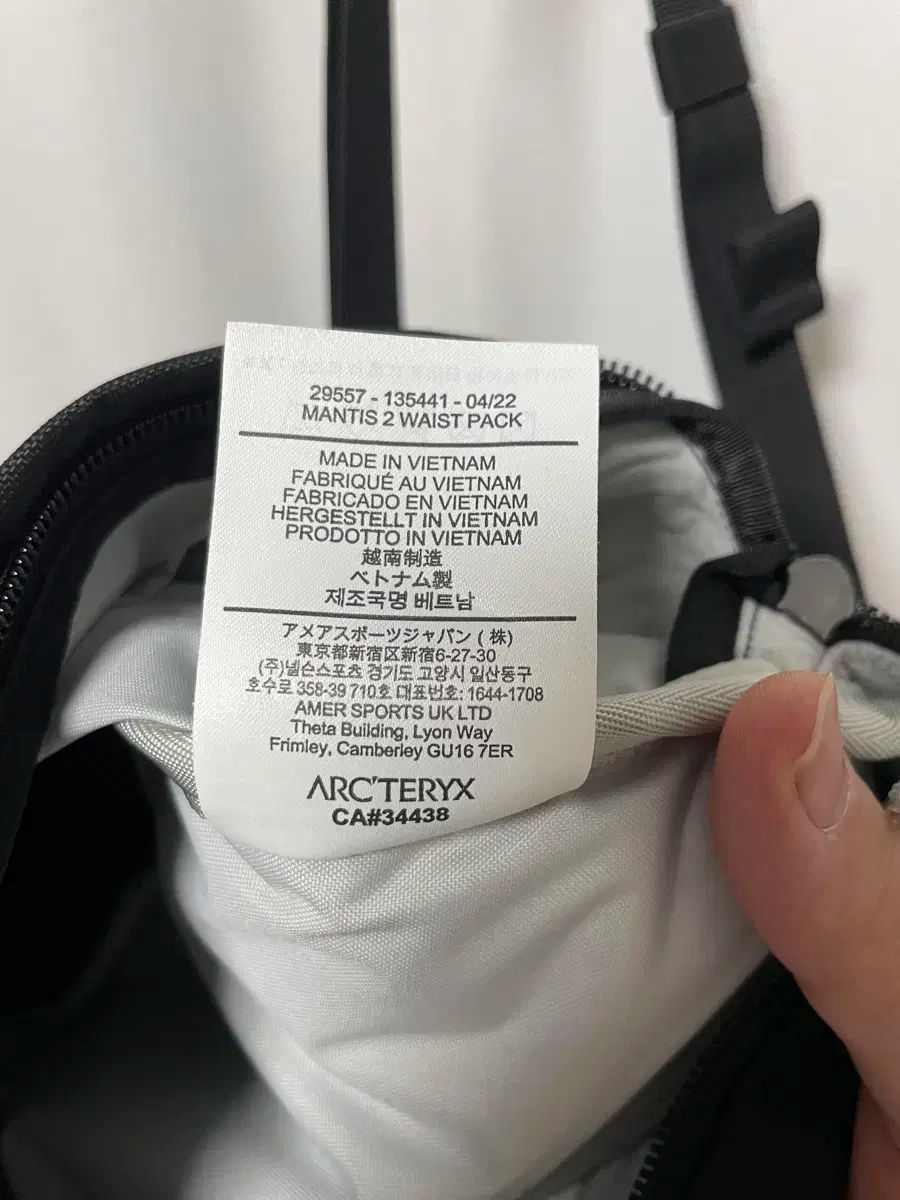 29557 - 135441 - 04/22
MANTIS 2 WAIST PACK
MADE IN VIETNAM
FABRIQUÉ AU VIETNAM
FABRICADO EN VIETNAM
HERGESTELLT IN VIETNAM
PRODOTTO IN VIETNAM
越南制造
ベトナム製
제조국명 베트남
アメアスポーツジャパン ( 株)
東京都新宿区新宿6-27-30
(주)넬슨스포츠 경기도 고양시 일산동구
호수로 358-39 710호 대표번호: 1644-1708
AMER SPORTS UK LTD
Theta Building, Lyon Way
Frimley, Camberley GU16 7ER
ARC'TERYX
CA#34438